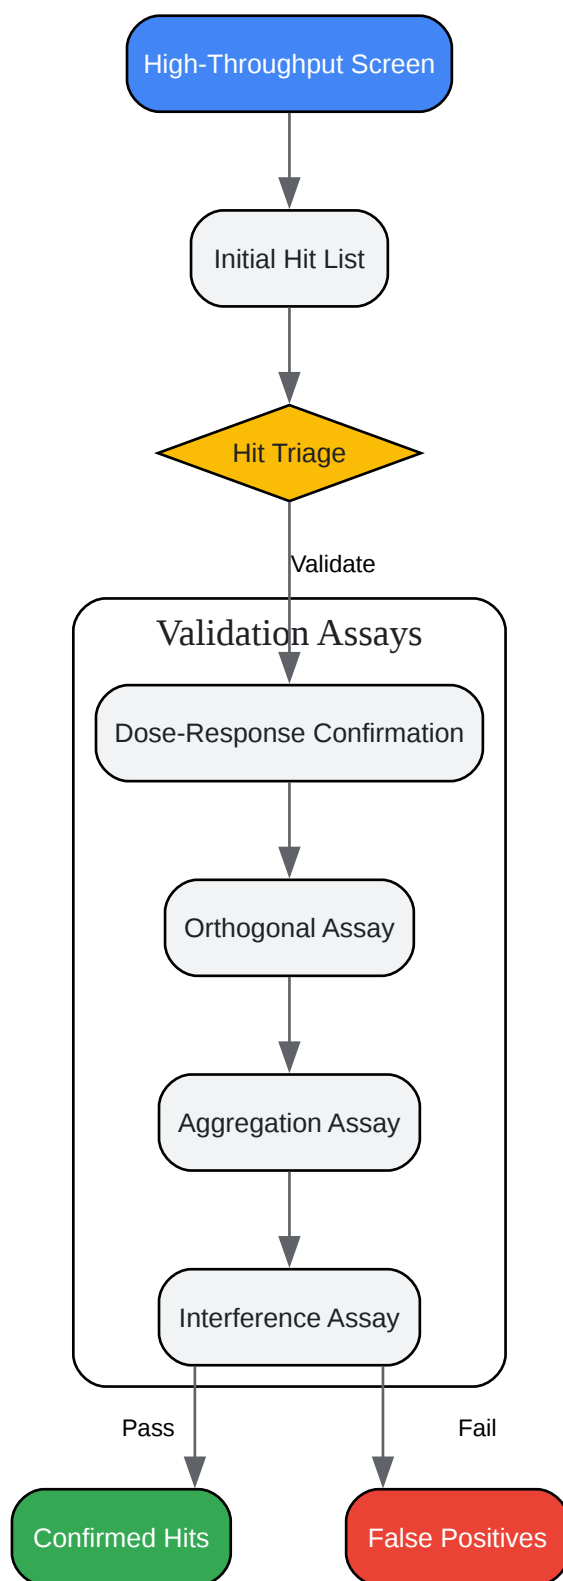 High-Throughput Screen
Initial Hit List
Hit Triage
Validate
Validation Assays
Dose-Response Confirmation
Orthogonal Assay
Aggregation Assay
Interference Assay
Pass
Fail
Confirmed Hits
False Positives